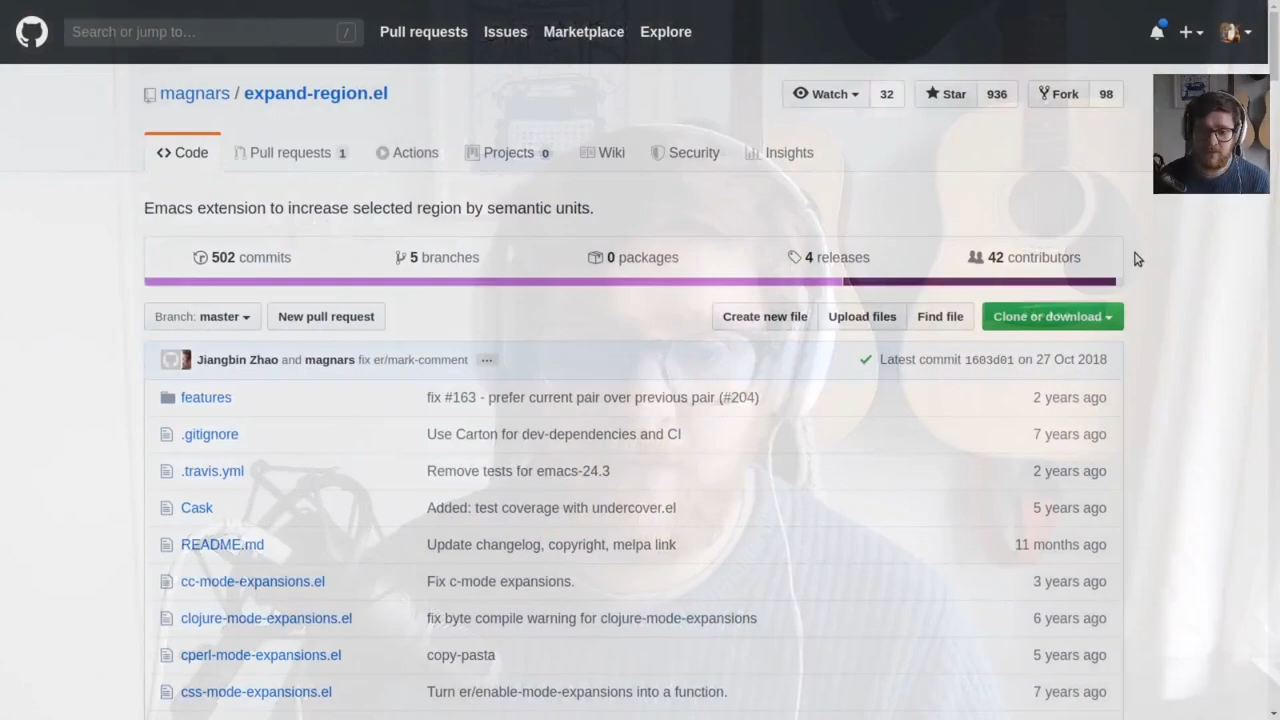 Search or jump to... /
Pull requests Issues Marketplace Explore
magnars / expand-region.el
Watch 32 Star 936 Fork 98
Code Pull requests 1 Actions Projects 0 Wiki Security Insights
Emacs extension to increase selected region by semantic units.
502 commits 5 branches 0 packages 4 releases 42 contributors
Branch: master New pull request Create new file Upload files Find file Clone or download
Jiangbin Zhao and magnars fix er/mark-comment ... Latest commit 1603d01 on 27 Oct 2018
features fix #163 - prefer current pair over previous pair (#204) 2 years ago
.gitignore Use Carton for dev-dependencies and CI 7 years ago
.travis.yml Remove tests for emacs-24.3 2 years ago
Cask Added: test coverage with undercover.el 5 years ago
README.md Update changelog, copyright, melpa link 11 months ago
cc-mode-expansions.el Fix c-mode expansions. 3 years ago
clojure-mode-expansions.el fix byte compile warning for clojure-mode-expansions 6 years ago
cperl-mode-expansions.el copy-pasta 5 years ago
css-mode-expansions.el Turn er/enable-mode-expansions into a function. 7 years ago